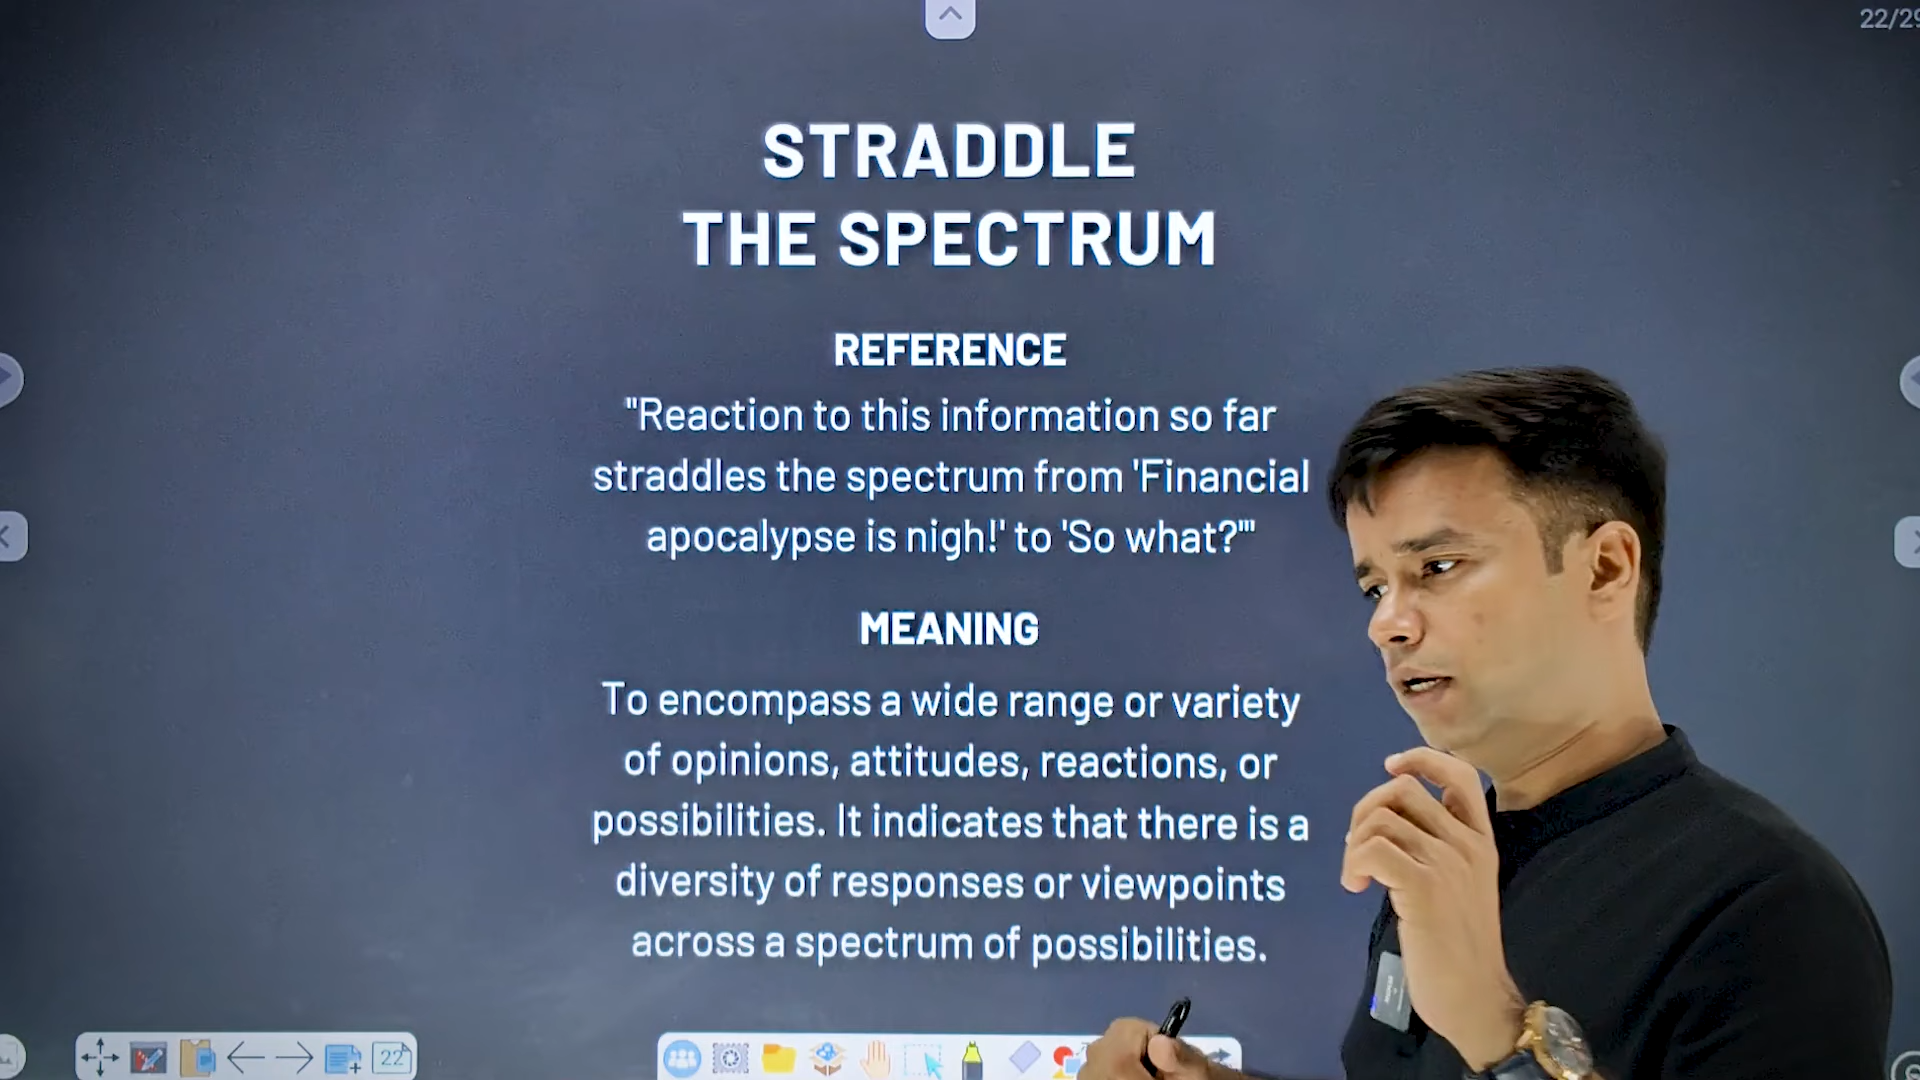 22/29
STRADDLE
THE SPECTRUM
REFERENCE
"Reaction to this information so far
straddles the spectrum from 'Financial
apocalypse is nigh!' to 'So what?'"
MEANING
To encompass a wide range or variety
of opinions, attitudes, reactions, or
possibilities. It indicates that there is a
diversity of responses or viewpoints
across a spectrum of possibilities.
22